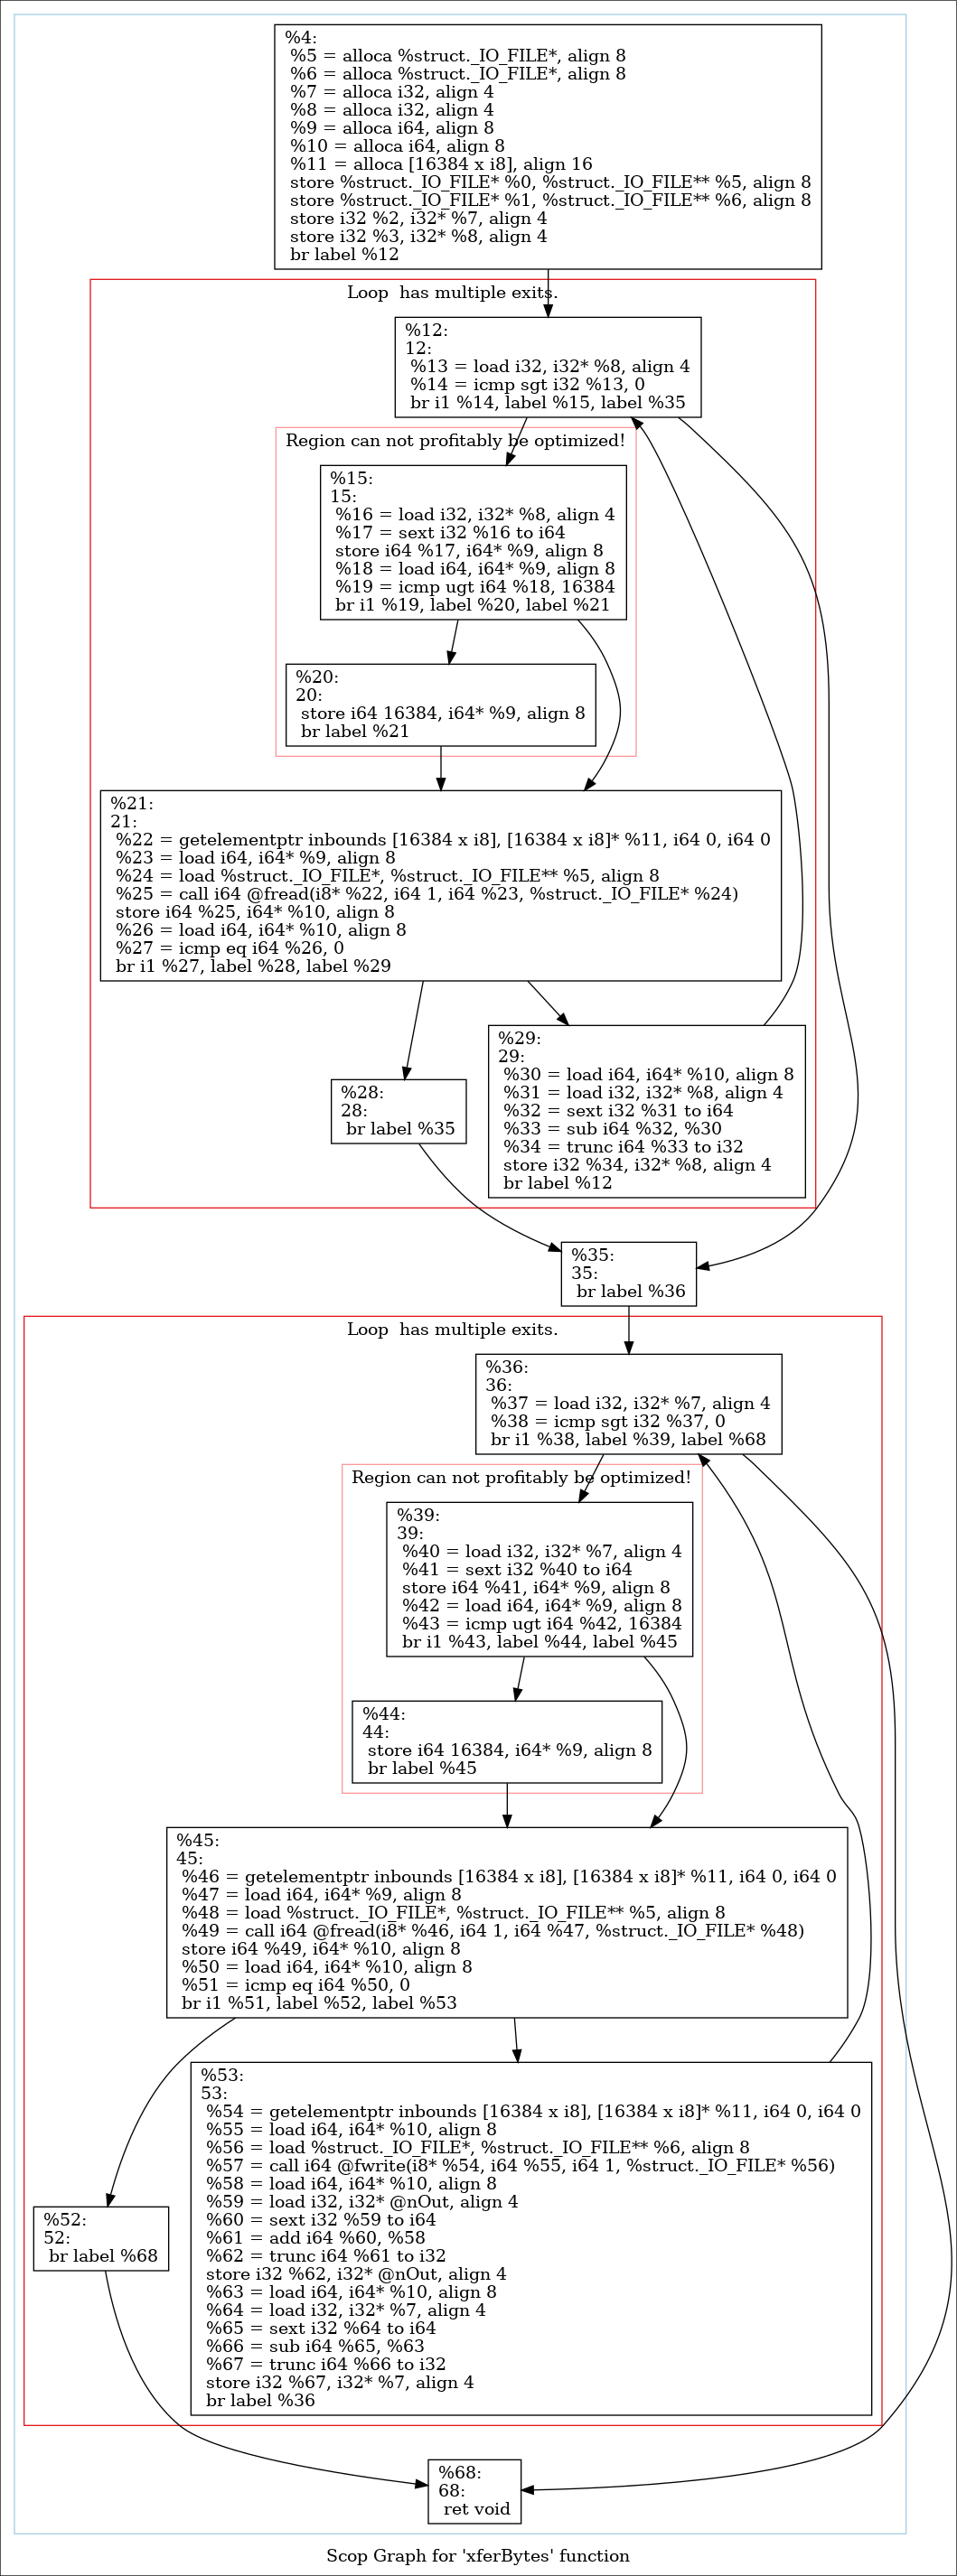 %4:
%5 = alloca %struct._IO_FILE*, align 8
%6 = alloca %struct._IO_FILE*, align 8
%7 = alloca i32, align 4
%8 = alloca i32, align 4
%9 = alloca i64, align 8
%10 = alloca i64, align 8
%11 = alloca [16384 x i8], align 16
store %struct._IO_FILE* %0, %struct._IO_FILE** %5, align 8
store %struct._IO_FILE* %1, %struct._IO_FILE** %6, align 8
store i32 %2, i32* %7, align 4
store i32 %3, i32* %8, align 4
br label %12
Loop  has multiple exits.
%12:
12:
%13 = load i32, i32* %8, align 4
%14 = icmp sgt i32 %13, 0
br i1 %14, label %15, label %35
Region can not profitably be optimized!
%15:
15:
%16 = load i32, i32* %8, align 4
%17 = sext i32 %16 to i64
store i64 %17, i64* %9, align 8
%18 = load i64, i64* %9, align 8
%19 = icmp ugt i64 %18, 16384
br i1 %19, label %20, label %21
%20:
20:
store i64 16384, i64* %9, align 8
br label %21
%21:
21:
%22 = getelementptr inbounds [16384 x i8], [16384 x i8]* %11, i64 0, i64 0
%23 = load i64, i64* %9, align 8
%24 = load %struct._IO_FILE*, %struct._IO_FILE** %5, align 8
%25 = call i64 @fread(i8* %22, i64 1, i64 %23, %struct._IO_FILE* %24)
store i64 %25, i64* %10, align 8
%26 = load i64, i64* %10, align 8
%27 = icmp eq i64 %26, 0
br i1 %27, label %28, label %29
%28:
28:
br label %35
%29:
29:
%30 = load i64, i64* %10, align 8
%31 = load i32, i32* %8, align 4
%32 = sext i32 %31 to i64
%33 = sub i64 %32, %30
%34 = trunc i64 %33 to i32
store i32 %34, i32* %8, align 4
br label %12
%35:
35:
br label %36
Loop  has multiple exits.
%36:
36:
%37 = load i32, i32* %7, align 4
%38 = icmp sgt i32 %37, 0
br i1 %38, label %39, label %68
Region can not profitably be optimized!
%39:
39:
%40 = load i32, i32* %7, align 4
%41 = sext i32 %40 to i64
store i64 %41, i64* %9, align 8
%42 = load i64, i64* %9, align 8
%43 = icmp ugt i64 %42, 16384
br i1 %43, label %44, label %45
%44:
44:
store i64 16384, i64* %9, align 8
br label %45
%45:
45:
%46 = getelementptr inbounds [16384 x i8], [16384 x i8]* %11, i64 0, i64 0
%47 = load i64, i64* %9, align 8
%48 = load %struct._IO_FILE*, %struct._IO_FILE** %5, align 8
%49 = call i64 @fread(i8* %46, i64 1, i64 %47, %struct._IO_FILE* %48)
store i64 %49, i64* %10, align 8
%50 = load i64, i64* %10, align 8
%51 = icmp eq i64 %50, 0
br i1 %51, label %52, label %53
%53:
53:
%54 = getelementptr inbounds [16384 x i8], [16384 x i8]* %11, i64 0, i64 0
%55 = load i64, i64* %10, align 8
%56 = load %struct._IO_FILE*, %struct._IO_FILE** %6, align 8
%57 = call i64 @fwrite(i8* %54, i64 %55, i64 1, %struct._IO_FILE* %56)
%58 = load i64, i64* %10, align 8
%59 = load i32, i32* @nOut, align 4
%60 = sext i32 %59 to i64
%61 = add i64 %60, %58
%62 = trunc i64 %61 to i32
store i32 %62, i32* @nOut, align 4
%63 = load i64, i64* %10, align 8
%64 = load i32, i32* %7, align 4
%65 = sext i32 %64 to i64
%66 = sub i64 %65, %63
%67 = trunc i64 %66 to i32
store i32 %67, i32* %7, align 4
br label %36
%52:
52:
br label %68
%68:
68:
ret void
Scop Graph for 'xferBytes' function